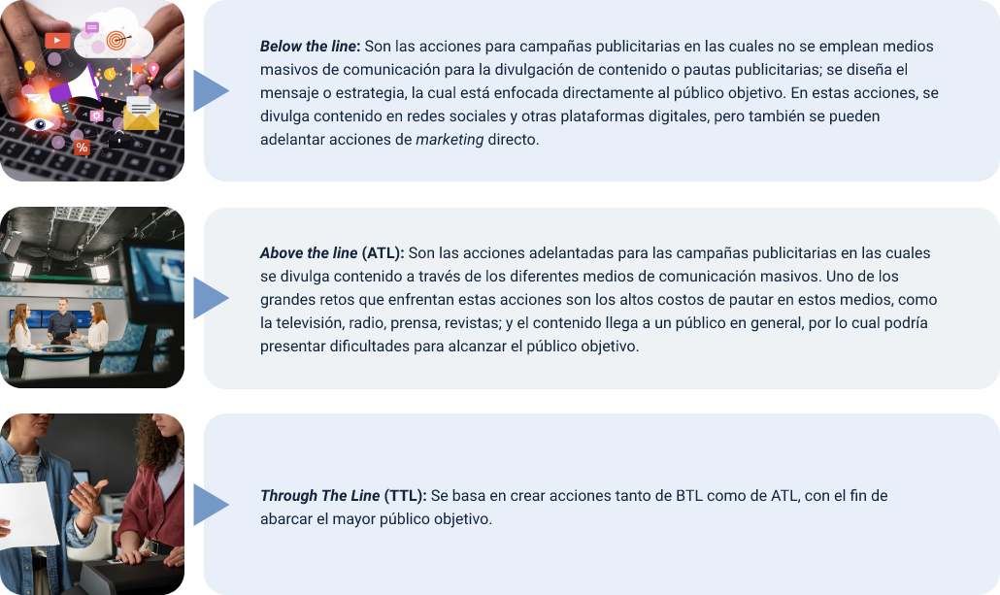 Below the line: Son las acciones para campañas publicitarias en las cuales no se emplean medios
masivos de comunicación para la divulgación de contenido o pautas publicitarias; se diseña el
mensaje o estrategia, la cual está enfocada directamente al público objetivo. En estas acciones, se
divulga contenido en redes sociales y otras plataformas digitales, pero también se pueden
adelantar acciones de marketing directo.
Above the line (ATL): Son las acciones adelantadas para las campañas publicitarias en las cuales
se divulga contenido a través de los diferentes medios de comunicación masivos. Uno de los
grandes retos que enfrentan estas acciones son los altos costos de pautar en estos medios, como
la televisión, radio, prensa, revistas; y el contenido llega a un público en general, por lo cual podría
presentar dificultades para alcanzar el público objetivo.
Through The Line (TTL): Se basa en crear acciones tanto de BTL como de ATL, con el fin de
abarcar el mayor público objetivo.